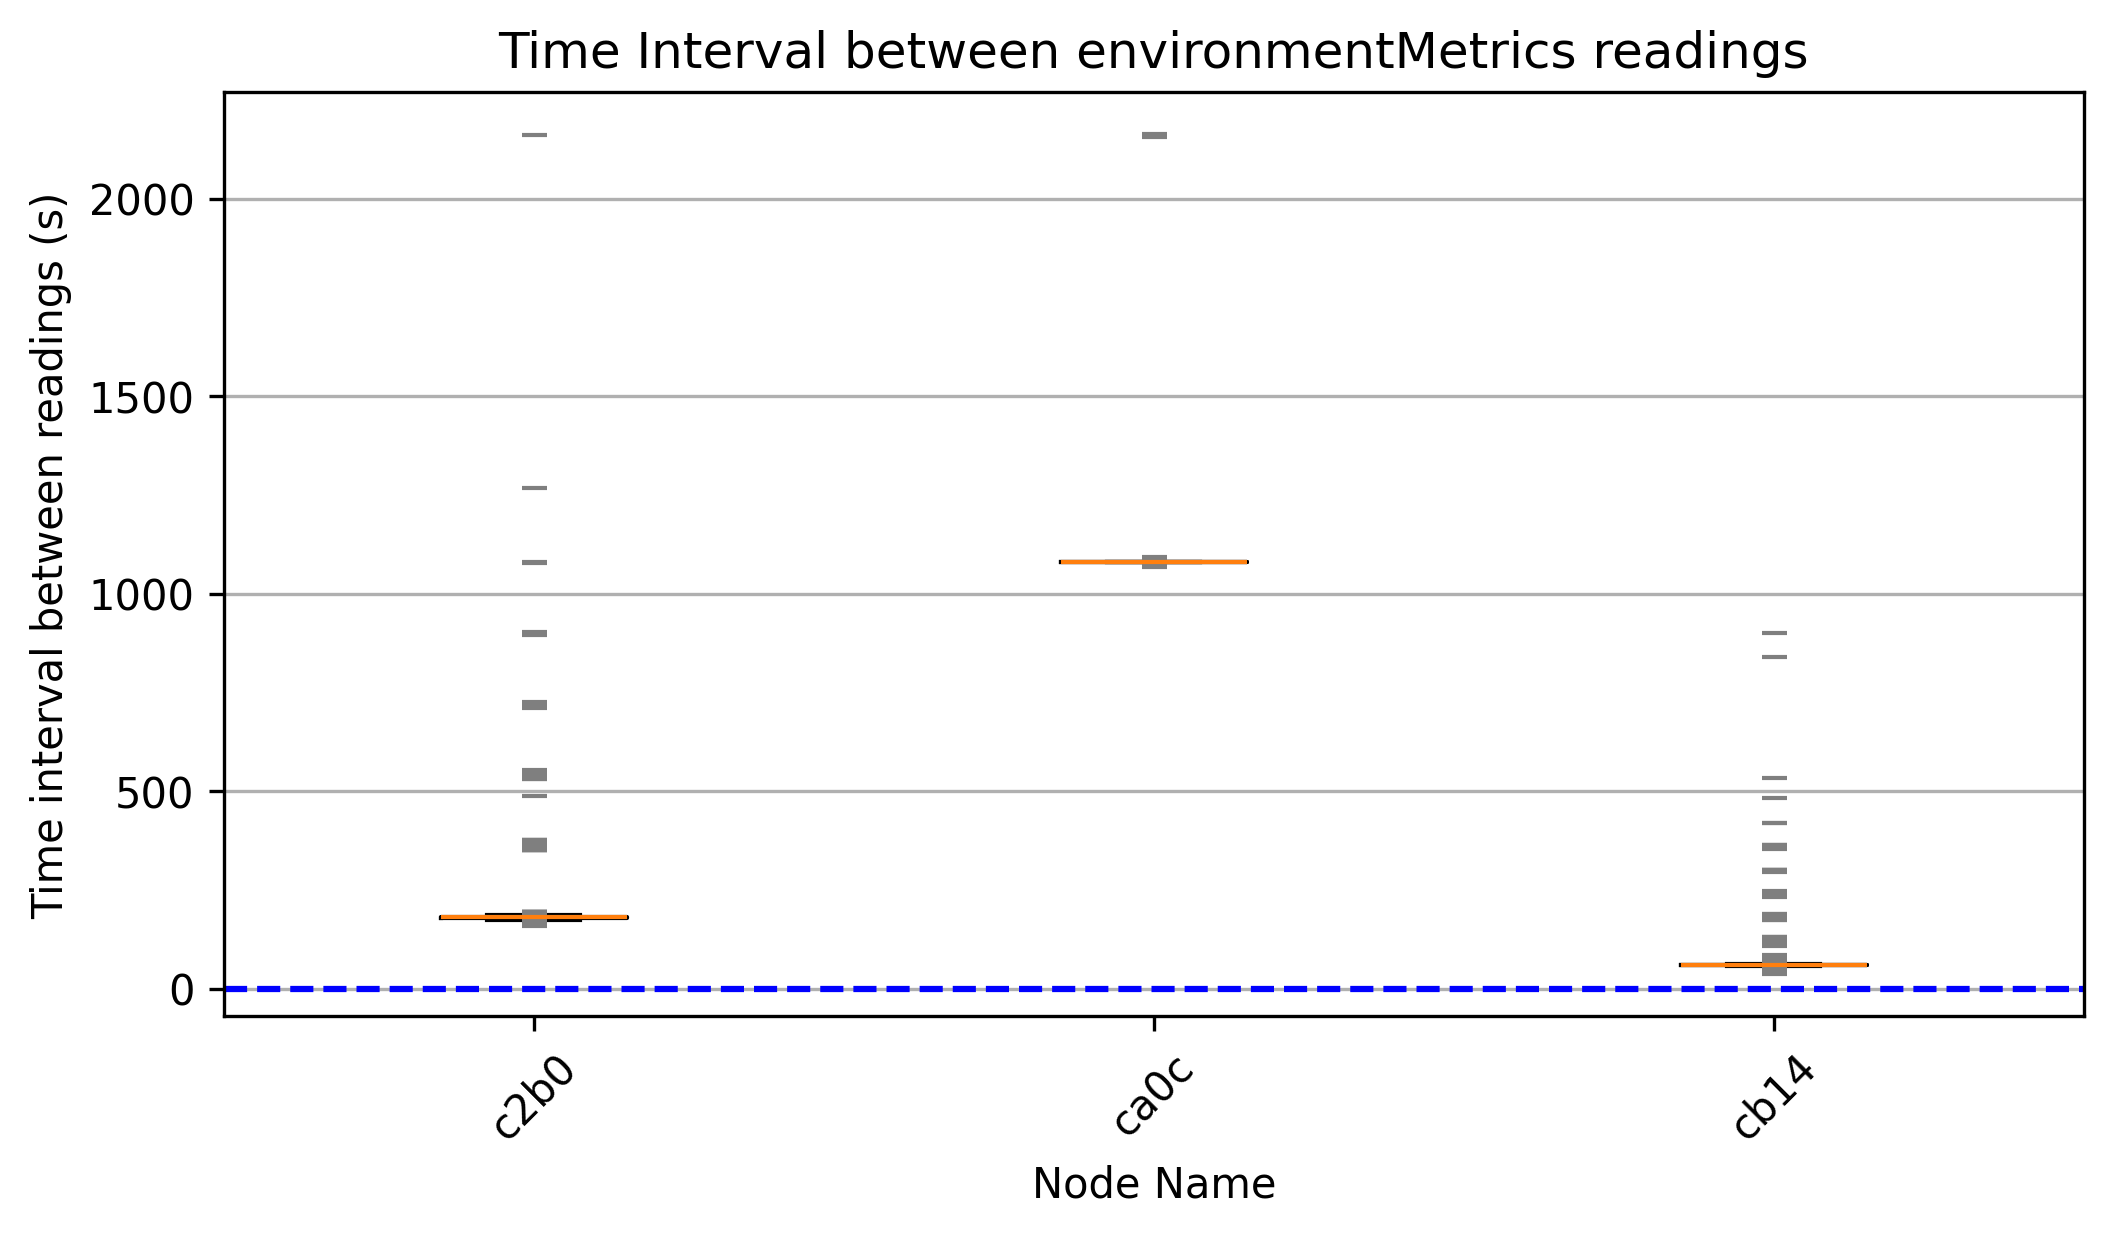 Time Interval between environmentMetrics readings
Time interval between readings (s)
2000
1500
1000
500
0
c2b0
ca0c
cb14
Node Name